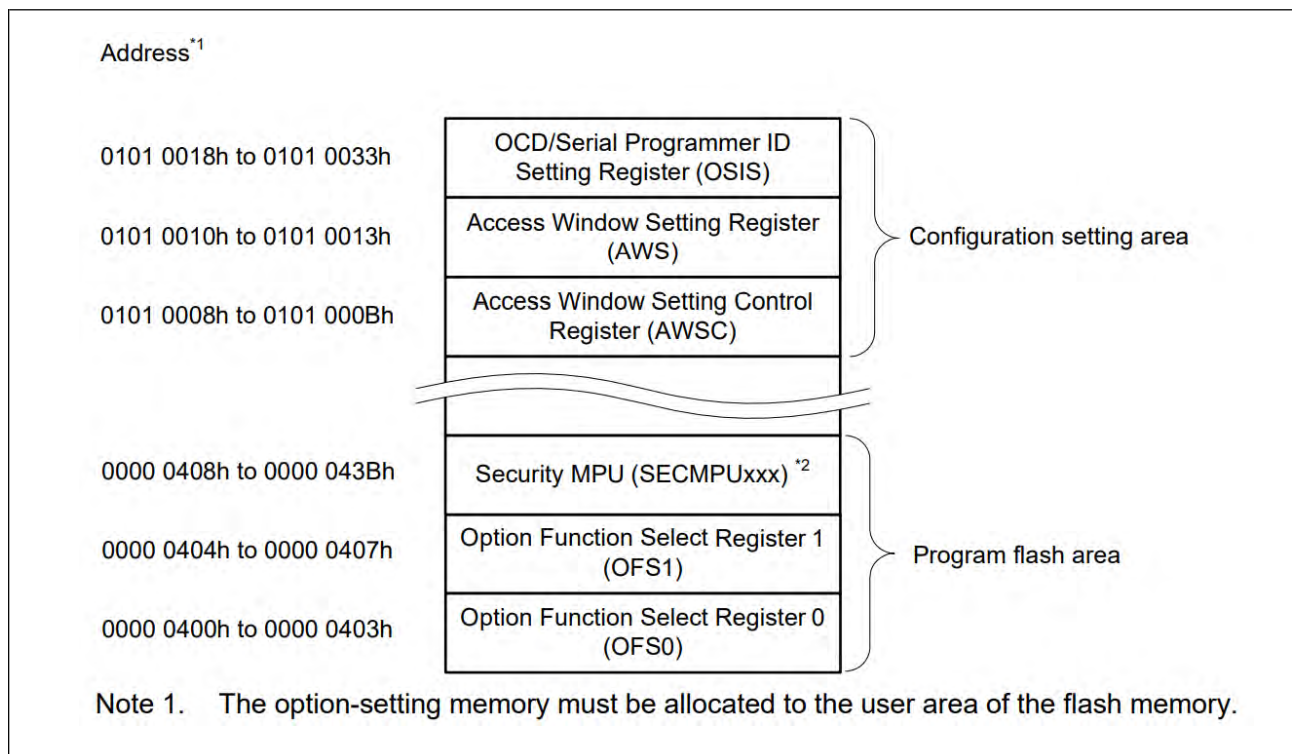 Address*1
0101 0018h to 0101 0033h
OCD/Serial Programmer ID
Setting Register (OSIS)
0101 0010h to 0101 0013h
Access Window Setting Register
(AWS)
Configuration setting area
0101 0008h to 0101 000Bh
Access Window Setting Control
Register (AWSC)
0000 0408h to 0000 043Bh
Security MPU (SECMPUxxx) *2
0000 0404h to 0000 0407h
Option Function Select Register 1
(OFS1)
Program flash area
0000 0400h to 0000 0403h
Option Function Select Register 0
(OFS0)
Note 1. The option-setting memory must be allocated to the user area of the flash memory.